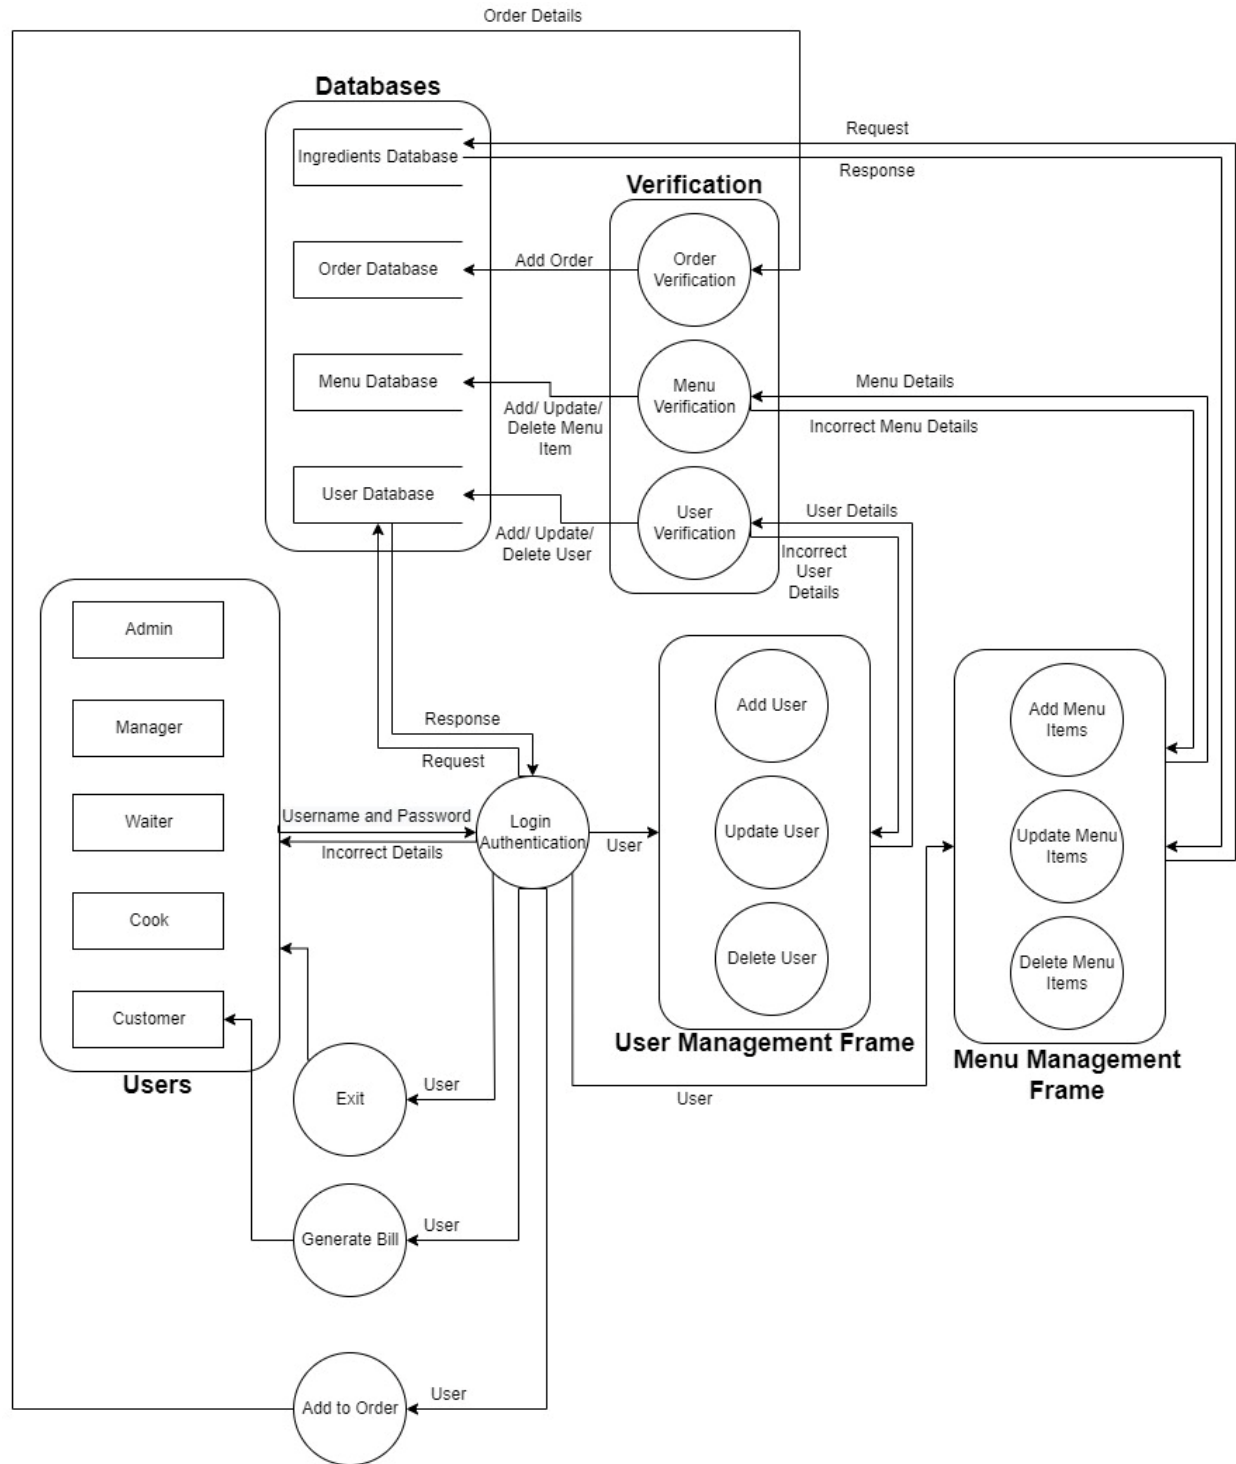 Order Details
Databases
Ingredients Database
Request
Response
Verification
Order
Verification
Add Order
Order Database
Menu Database
Menu
Verification
Menu Details
Incorrect Menu Details
Add/ Update/
Delete Menu
Item
User Database
User
Verification
User Details
Incorrect
User
Details
Add/ Update/
Delete User
Admin
Manager
Waiter
Cook
Customer
Users
Response
Request
Username and Password
Incorrect Details
Login
Authentication
User
Add User
Update User
Delete User
User Management Frame
Add Menu
Items
Update Menu
Items
Delete Menu
Items
Menu Management
Frame
User
Exit
User
Generate Bill
User
Add to Order
User